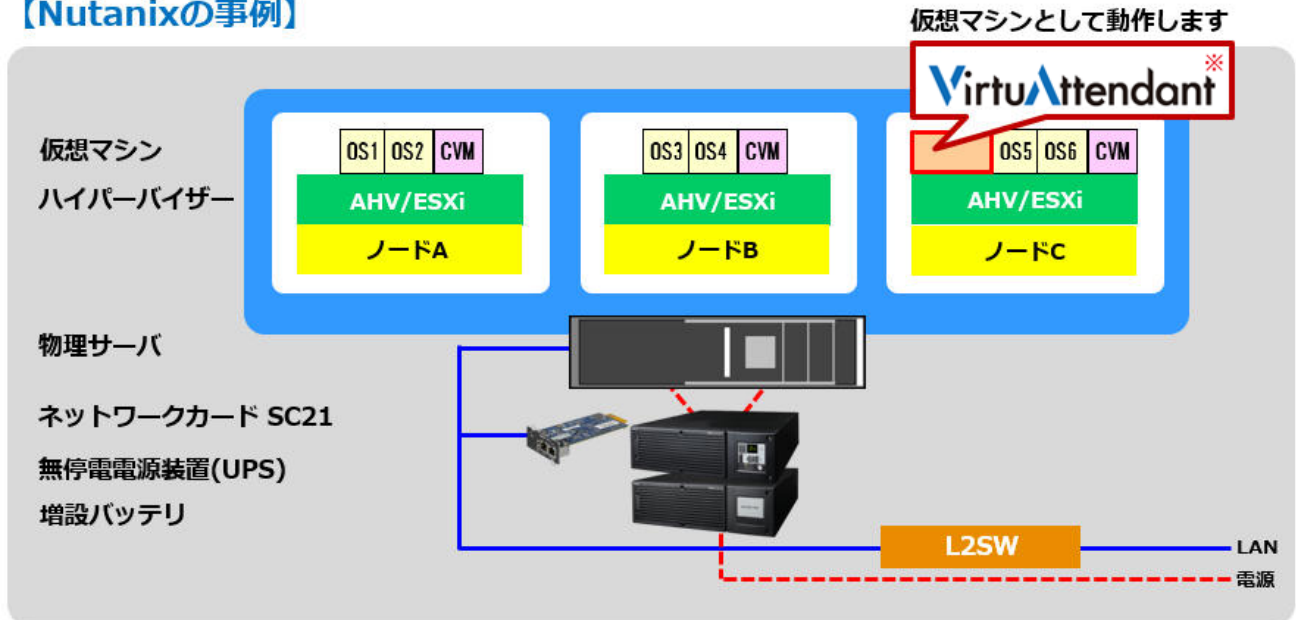 【Nutanixの事例】
仮想マシンとして動作します
VirtuAttendant※
仮想マシン
OS1 OS2 CVM
OS3 OS4 CVM
OS5 OS6 CVM
ハイパーバイザー
AHV/ESXi
AHV/ESXi
AHV/ESXi
ノードA
ノードB
ノードC
物理サーバ
ネットワークカード SC21
無停電電源装置(UPS)
増設バッテリ
L2SW
LAN
電源